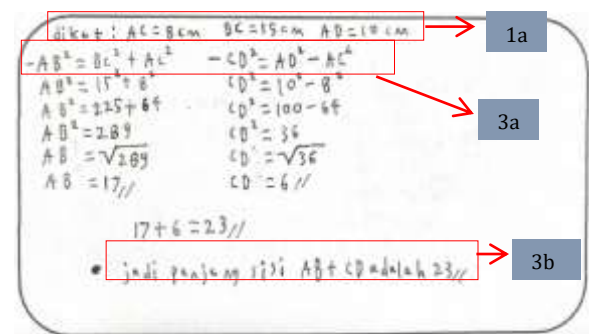 diket : AC = 8 cm BC = 15 cm AD = 10 cm
1a
- AB² = BC² + AC² - CD² = AD² - AC²
AB² = 15² + 8² CD² = 10² - 8²
AB² = 225 + 64 CD² = 100 - 64
3a
AB² = 289 CD² = 36
AB = √289 CD = √36
AB = 17// CD = 6//
17 + 6 = 23//
• jadi panjang sisi AB + CD adalah 23//
3b